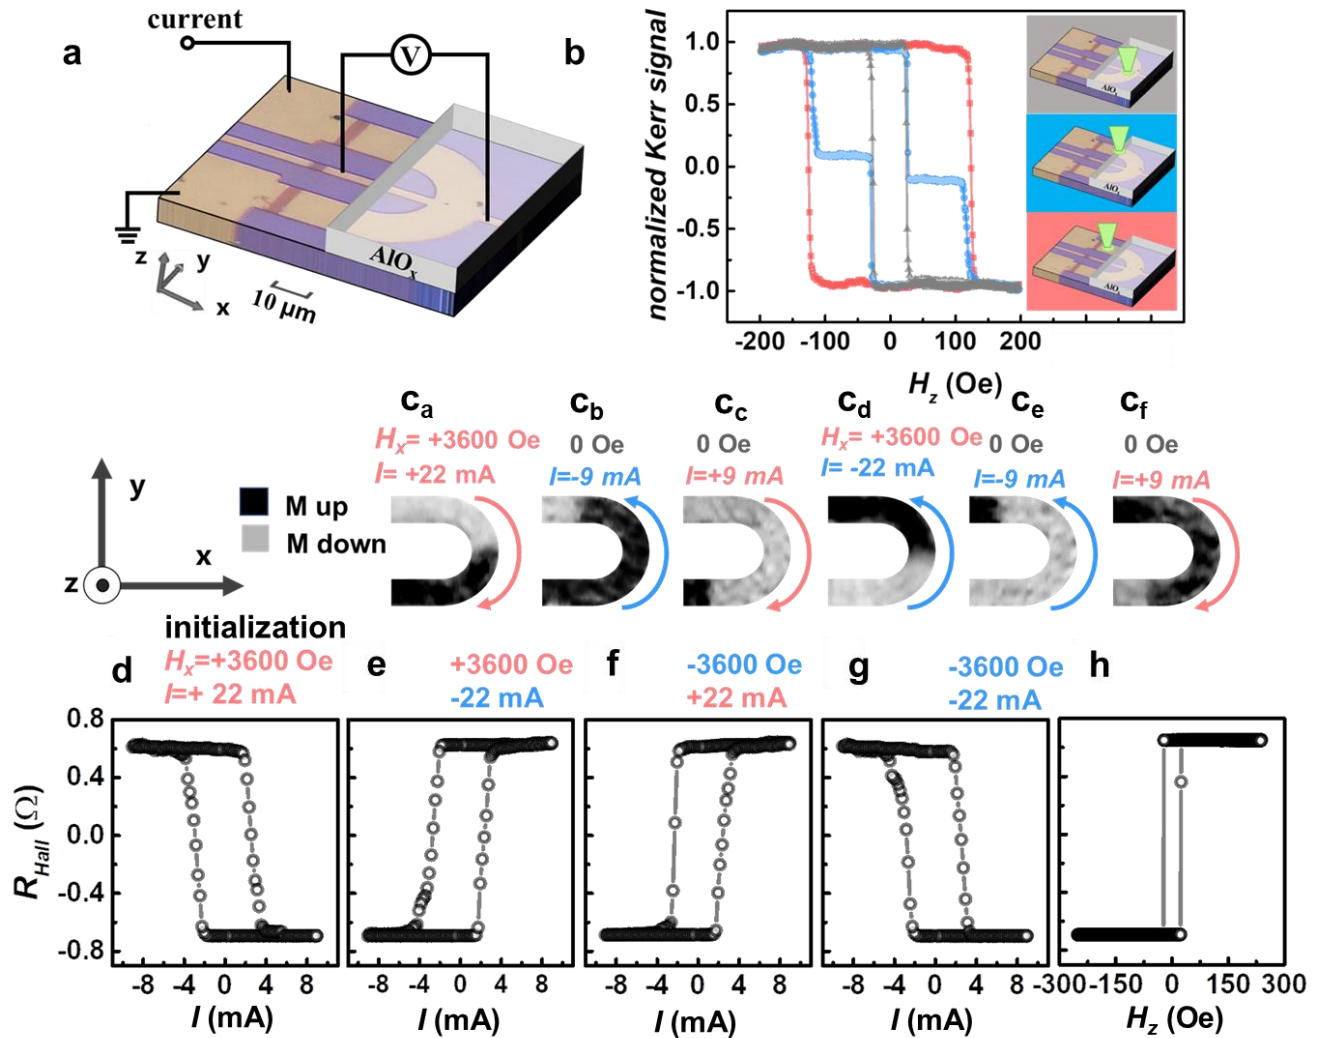 a
current
V
AlOx
z
y
x
10 μm
b
normalized Kerr signal
1.0
0.5
0.0
-0.5
-1.0
-200
-100
0
100
200
Hz (Oe)
AlOx
AlOx
AlOx
y
x
z
M up
M down
ca
Hx= +3600 Oe
I= +22 mA
cb
0 Oe
I=-9 mA
cc
0 Oe
I=+9 mA
cd
Hx= +3600 Oe
I= -22 mA
ce
0 Oe
I=-9 mA
cf
0 Oe
I=+9 mA
initialization
d
Hx=+3600 Oe
I=+ 22 mA
e
+3600 Oe
-22 mA
f
-3600 Oe
+22 mA
g
-3600 Oe
-22 mA
h
RHall (Ω)
0.8
0.4
0.0
-0.4
-0.8
-8 -4 0 4 8
I (mA)
-8 -4 0 4 8
I (mA)
-8 -4 0 4 8
I (mA)
-8 -4 0 4 8
I (mA)
-300 -150 0 150 300
Hz (Oe)